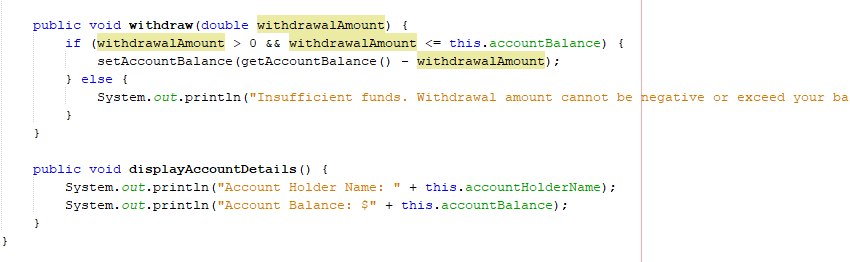 public void withdraw(double withdrawalAmount) {
if (withdrawalAmount > 0 && withdrawalAmount <= this.accountBalance) {
setAccountBalance(getAccountBalance() - withdrawalAmount);
} else {
System.out.println("Insufficient funds. Withdrawal amount cannot be negative or exceed your ba
}
}
public void displayAccountDetails() {
System.out.println("Account Holder Name: " + this.accountHolderName);
System.out.println("Account Balance: $" + this.accountBalance);
}
}